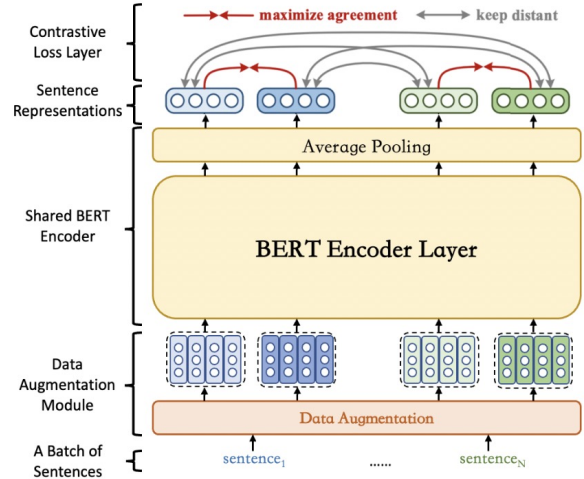 Contrastive
Loss Layer
maximize agreement
keep distant
Sentence
Representations
Average Pooling
Shared BERT
Encoder
BERT Encoder Layer
Data
Augmentation
Module
Data Augmentation
A Batch of
Sentences
sentence₁ ...... sentence_N